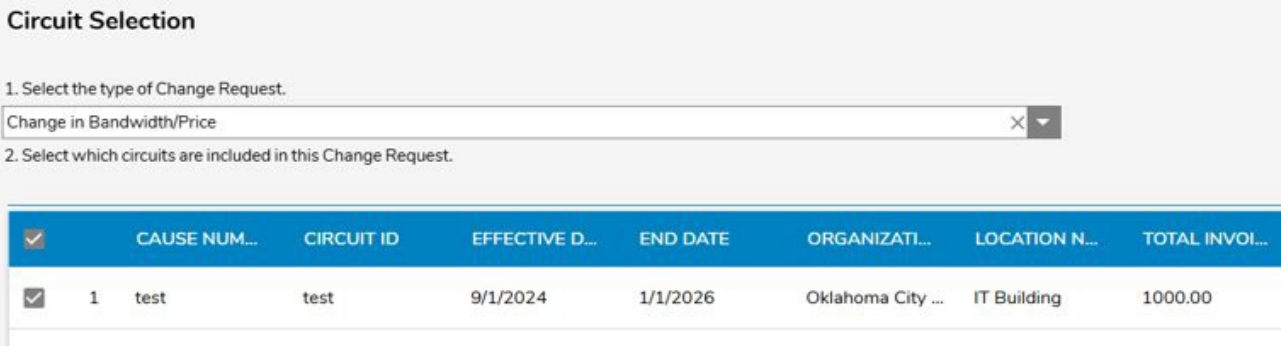 Circuit Selection
1. Select the type of Change Request.
Change in Bandwidth/Price
2. Select which circuits are included in this Change Request.
CAUSE NUM... CIRCUIT ID EFFECTIVE D... END DATE ORGANIZATI... LOCATION N... TOTAL INVOI...
1 test test 9/1/2024 1/1/2026 Oklahoma City ... IT Building 1000.00